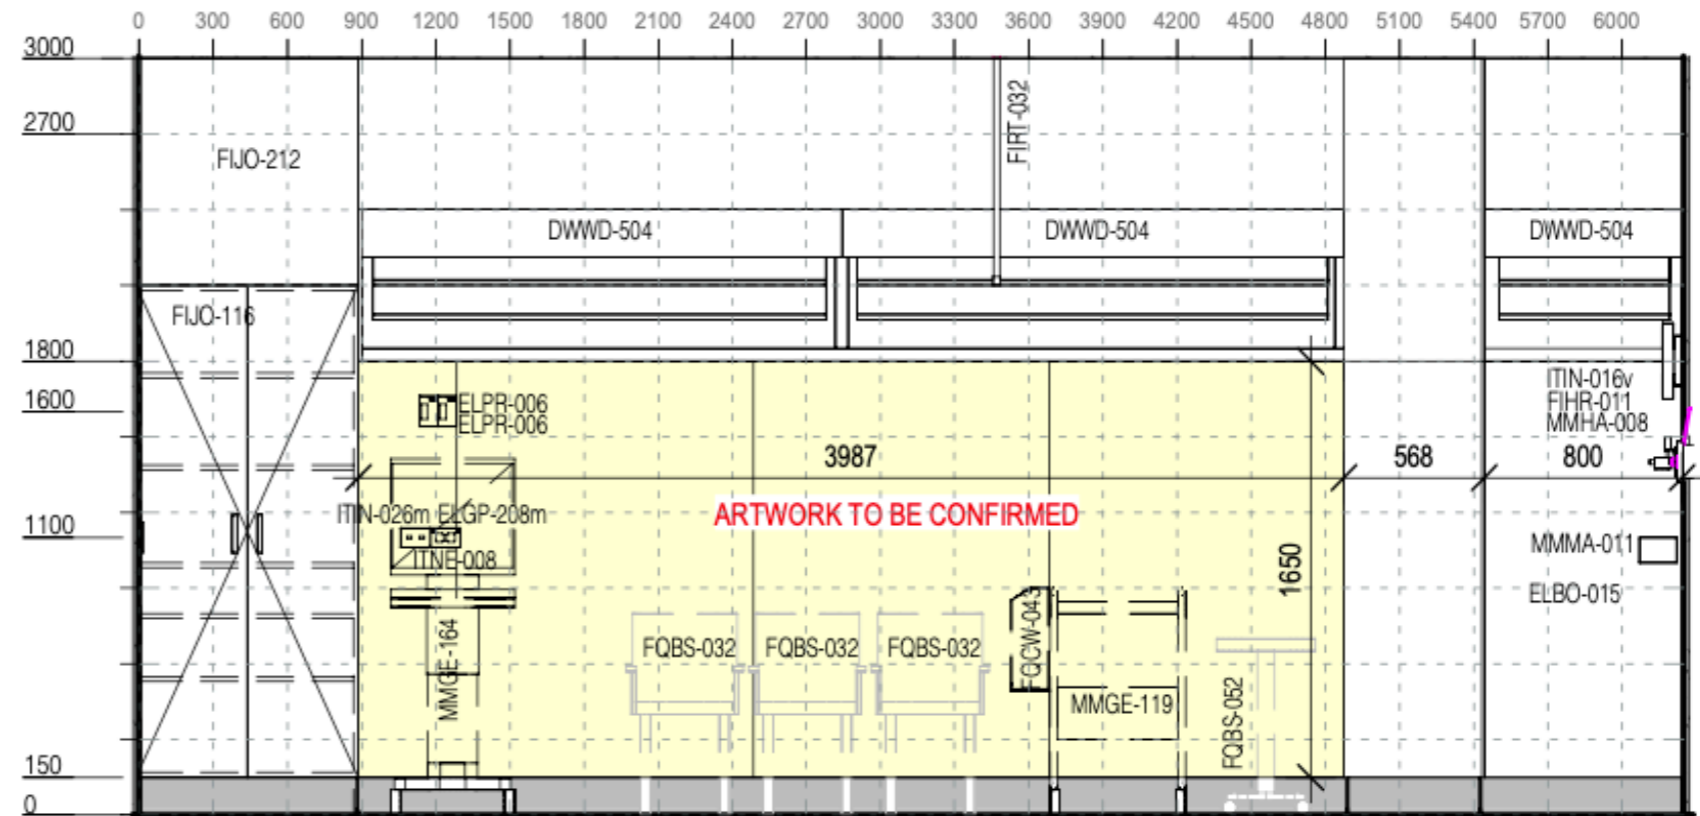 0 300 600 900 1200 1500 1800 2100 2400 2700 3000 3300 3600 3900 4200 4500 4800 5100 5400 5700 6000
3000
FIRT-032
2700
FIJO-212
DWWD-504 DWWD-504 DWWD-504
FIJO-116
1800
ITIN-016v
FIHR-011
MMHA-008
1600
ELPR-006
ELPR-006
3987 568 800
ITIN-026m ELGP-208m
ARTWORK TO BE CONFIRMED
1100
ITNE-008
MMMA-011
1650
ELBO-015
MMGE-164
FQBS-032 FQBS-032 FQBS-032
FQCW-043
MMGE-119
FQBS-052
150
0